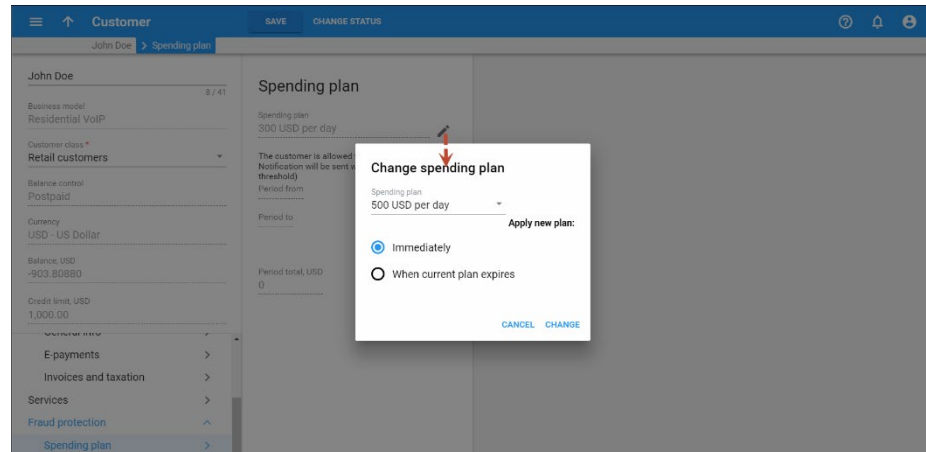 Customer
SAVE
CHANGE STATUS
John Doe
Spending plan
John Doe
8 / 41
Business model
Residential VoIP
Customer class *
Retail customers
Balance control
Postpaid
Currency
USD - US Dollar
Balance, USD
-903.80880
Credit limit, USD
1,000.00
General info
E-payments
Invoices and taxation
Services
Fraud protection
Spending plan
Spending plan
Spending plan
300 USD per day
The customer is allowed
Notification will be sent
threshold)
Period from
Period to
Period total, USD
0
Change spending plan
Spending plan
500 USD per day
Apply new plan:
Immediately
When current plan expires
CANCEL
CHANGE